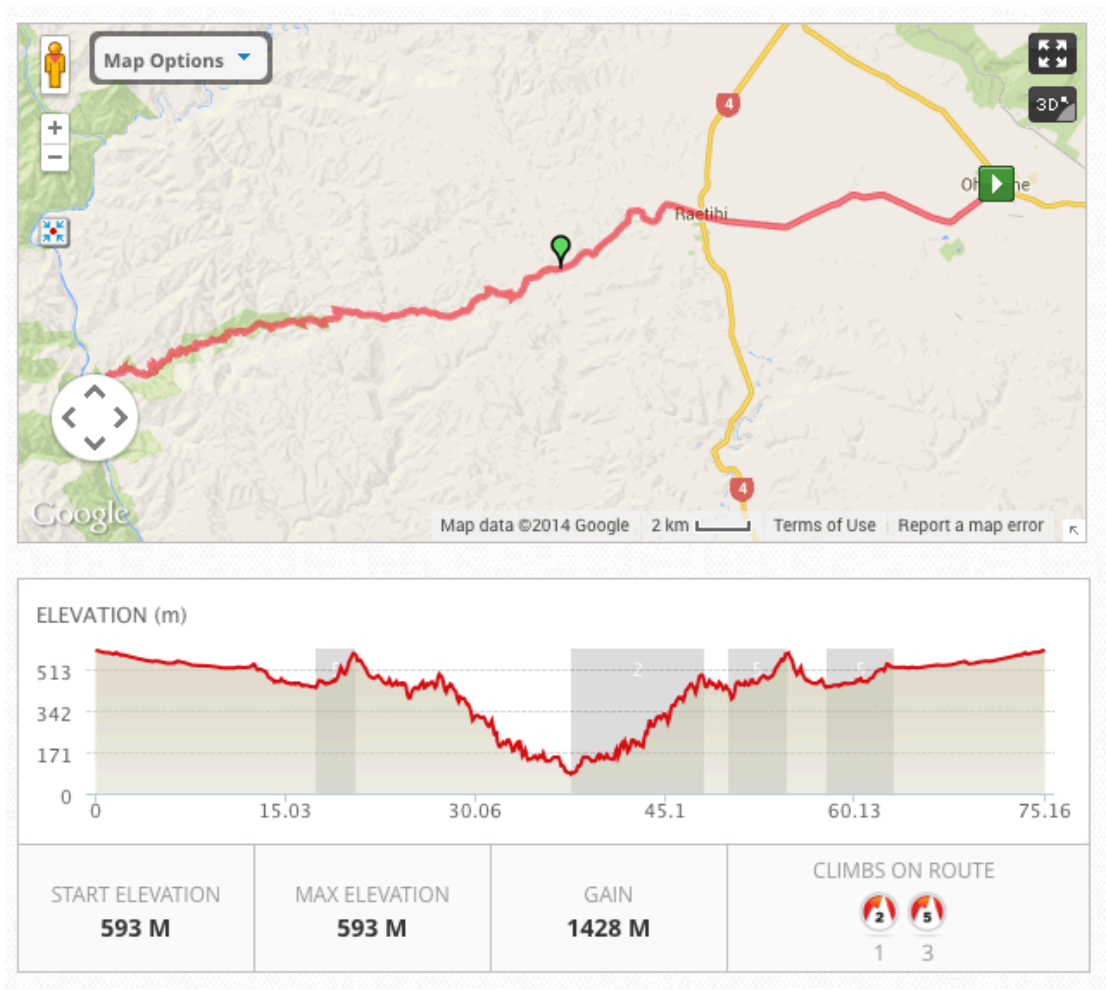 Map Options
3D
4
Raetihi
4
Google
Map data ©2014 Google
2 km
Terms of Use
Report a map error
ELEVATION (m)
513
342
171
0
5
2
5
5
0
15.03
30.06
45.1
60.13
75.16
START ELEVATION
593 M
MAX ELEVATION
593 M
GAIN
1428 M
CLIMBS ON ROUTE
2
5
1
3